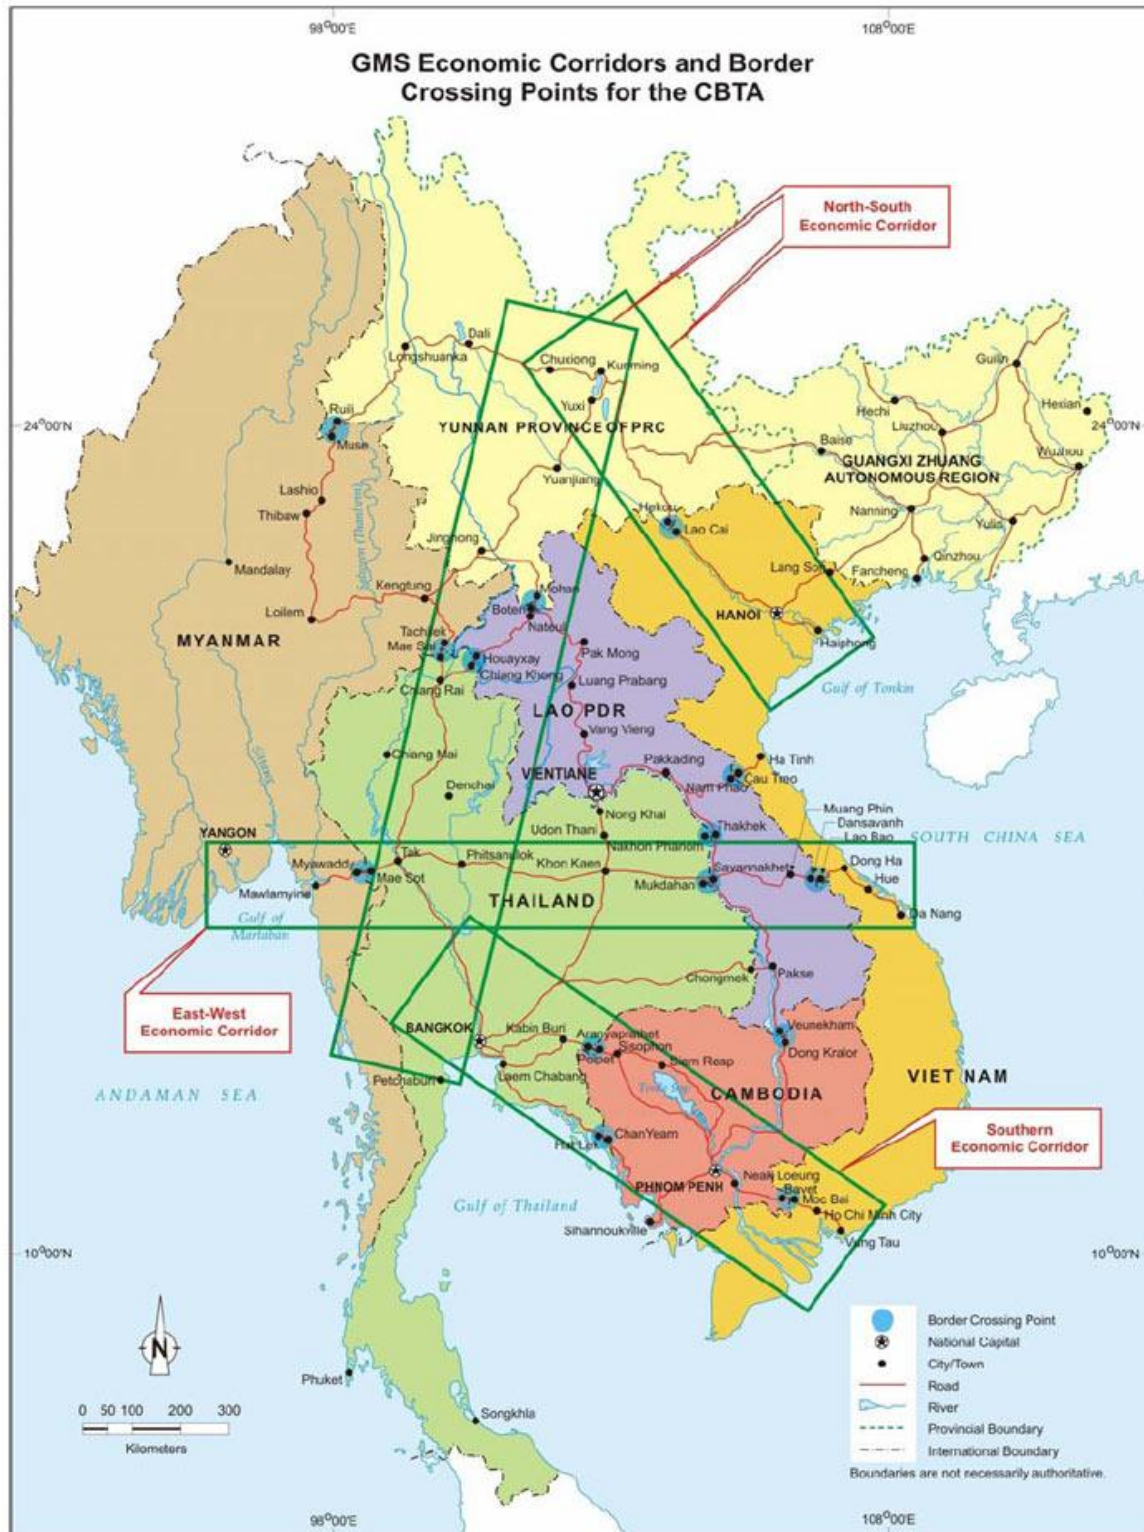 98°00'E
108°00'E
GMS Economic Corridors and Border
Crossing Points for the CBTA
North-South
Economic Corridor
Dali
Longshuanka
Chuxiong
Kunming
Guilin
Ruili
Yuxi
Hechi
Hexian
24°00'N
Muse
YUNNAN PROVINCE OF PRC
Liuzhou
24°00'N
Baise
Wuzhou
GUANGXI ZHUANG
AUTONOMOUS REGION
Yuanjiang
Lashio
Thibaw
Salween (Thanlwin)
Hekou
Lao Cai
Nanning
Yulin
Jinghong
Mandalay
Lang Son
Fancheng
Qinzhou
Kengtung
Mohan
Boten
Nateuil
HANOI
Loilem
MYANMAR
Tachilek
Mae Sai
Houayxay
Chiang Khong
Pak Mong
Haiphong
Chiang Rai
Luang Prabang
Gulf of Tonkin
LAO PDR
Vang Vieng
Chiang Mai
VENTIANE
Pakkading
Ha Tinh
Cau Treo
Nam Phao
Denchai
Nong Khai
Muang Phin
Dansavanh
Lao Bao
Sittang
YANGON
Udon Thani
Thakhek
Nakhon Phanom
SOUTH CHINA SEA
Myawaddy
Tak
Phitsanulok
Khon Kaen
Savannakhet
Dong Ha
Mae Sot
Mukdahan
Hue
Mawlamyine
THAILAND
Da Nang
Gulf of
Martaban
Chongmek
Pakse
East-West
Economic Corridor
BANGKOK
Kabin Buri
Aranyaprathet
Poipet
Sisophon
Veunekham
Dong Kralor
Siem Reap
Laem Chabang
Petchaburi
VIET NAM
Tonle Sap
CAMBODIA
ANDAMAN SEA
Hat Lek
Cham Yeam
Southern
Economic Corridor
PHNOM PENH
Neak Loeung
Bavet
Moc Bai
Gulf of Thailand
Ho Chi Minh City
Sihannoukville
Vung Tau
10°00'N
10°00'N
N
Phuket
Songkhla
0 50 100 200 300
Kilometers
Border Crossing Point
National Capital
City/Town
Road
River
Provincial Boundary
International Boundary
Boundaries are not necessarily authoritative.
98°00'E
108°00'E